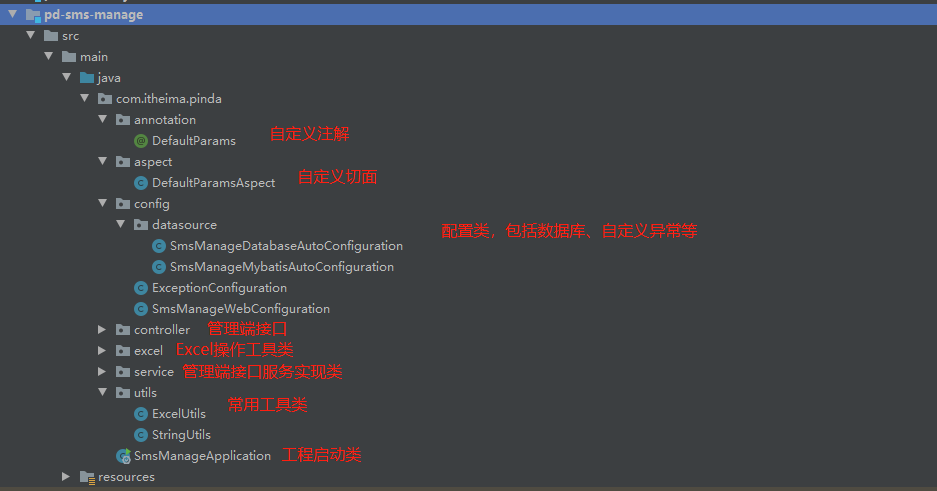 pd-sms-manage
src
main
java
com.itheima.pinda
annotation
DefaultParams 自定义注解
aspect
DefaultParamsAspect 自定义切面
config
datasource
配置类，包括数据库、自定义异常等
SmsManageDatabaseAutoConfiguration
SmsManageMybatisAutoConfiguration
ExceptionConfiguration
SmsManageWebConfiguration
controller 管理端接口
excel Excel操作工具类
service 管理端接口服务实现类
utils
常用工具类
ExcelUtils
StringUtils
SmsManageApplication 工程启动类
resources